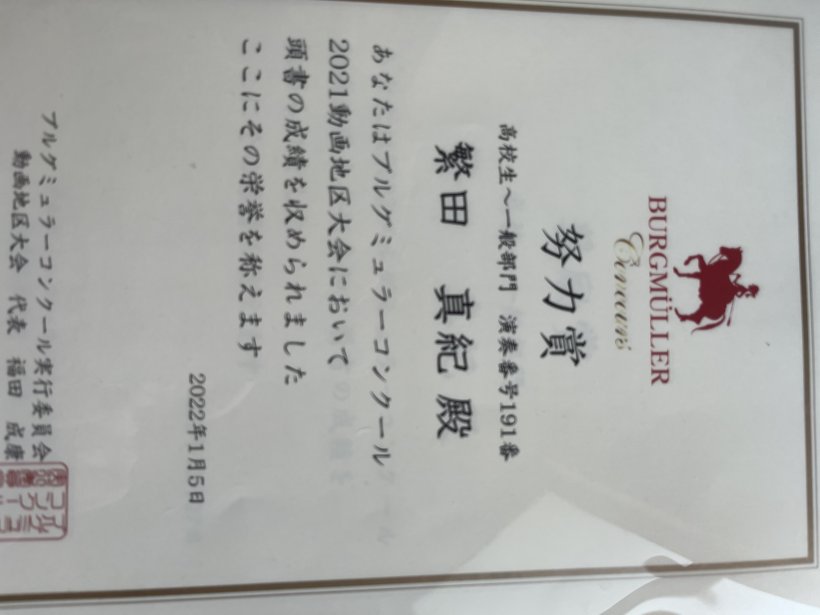 BURGMÜLLER
Concours
努力賞
高校生〜一般部門 演奏番号191番
繁田 真紀 殿
あなたはブルグミュラーコンクール
2021動画地区大会において
頭書の成績を収められました
ここにその栄誉を称えます
2022年1月5日
ブルグミュラーコンクール実行委員会
動画地区大会 代表 福田 成康